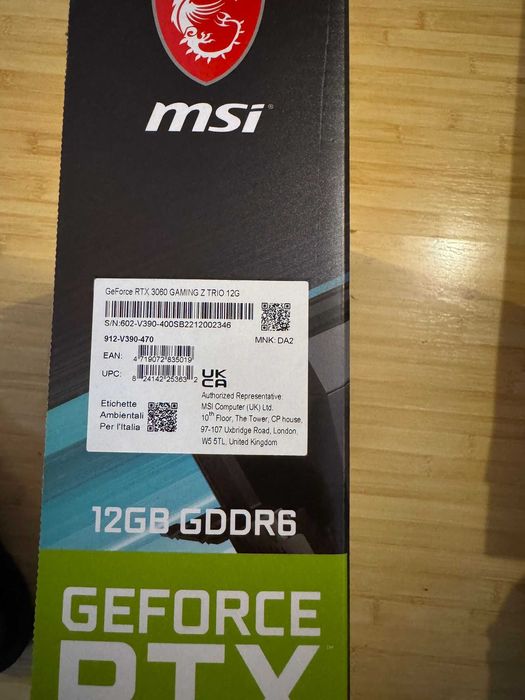 msi
GeForce RTX 3060 GAMING Z TRIO 12G
S/N:602-V390-400SB2212002346
912-V390-470
MNK: DA2
EAN: 4 719072 835019
UPC: 8 24142 25363 2
UK
CA
Etichette
Ambientali
Per l'Italia
Authorized Representative:
MSI Computer (UK) Ltd.
10th Floor, The Tower, CP house,
97-107 Uxbridge Road, London,
W5 5TL, United Kingdom
12GB GDDR6
GEFORCE
RTX